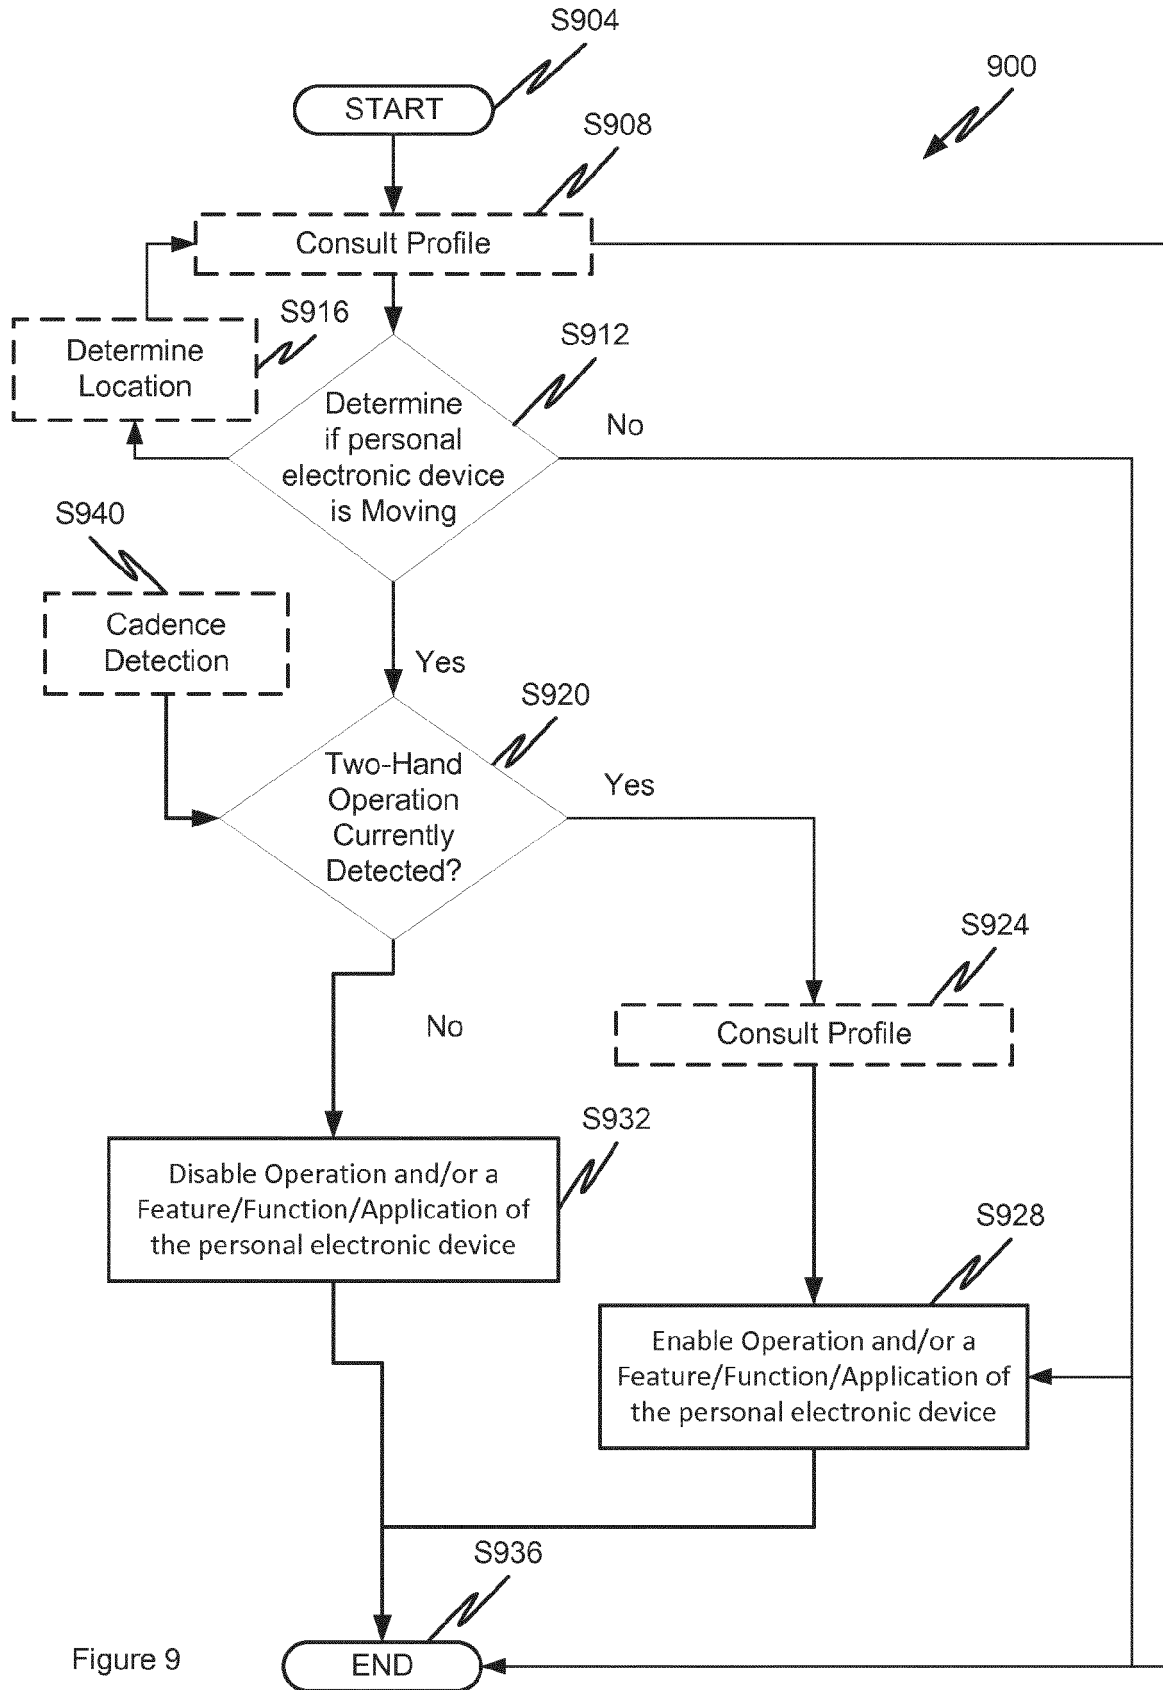 S904
900
START
S908
Consult Profile
S916
S912
Determine
Location
Determine
if personal
electronic device
is Moving
No
S940
Cadence
Detection
Yes
S920
Two-Hand
Operation
Currently
Detected?
Yes
S924
No
Consult Profile
S932
Disable Operation and/or a
Feature/Function/Application of
the personal electronic device
S928
Enable Operation and/or a
Feature/Function/Application of
the personal electronic device
S936
Figure 9
END